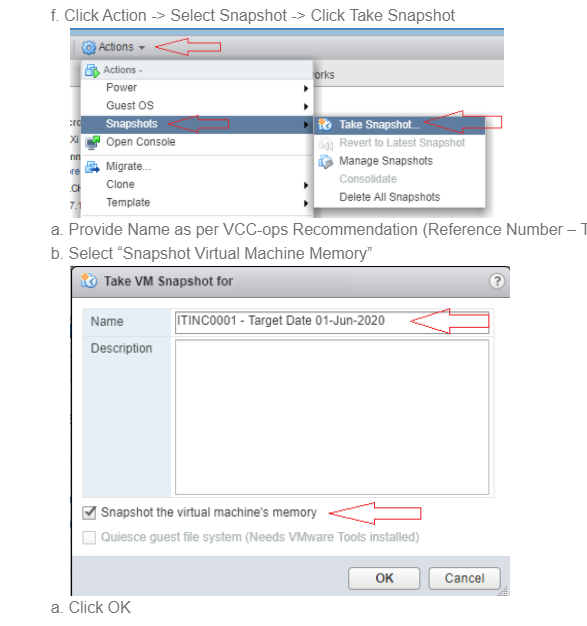 f. Click Action -> Select Snapshot -> Click Take Snapshot
Actions
Actions -
orks
Power
Guest OS
Snapshots
Take Snapshot...
Open Console
Revert to Latest Snapshot
Manage Snapshots
Migrate...
Consolidate
Clone
Delete All Snapshots
Template
a. Provide Name as per VCC-ops Recommendation (Reference Number – T
b. Select “Snapshot Virtual Machine Memory”
Take VM Snapshot for
?
Name
ITINC0001 - Target Date 01-Jun-2020
Description
Snapshot the virtual machine's memory
Quiesce guest file system (Needs VMware Tools installed)
OK
Cancel
a. Click OK